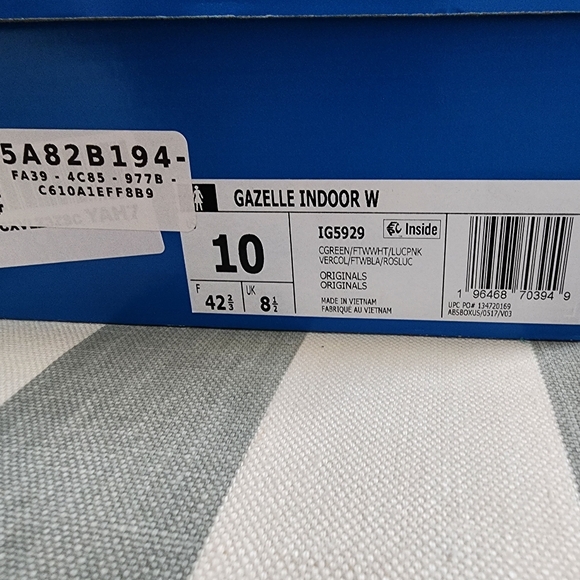 5A82B194-
FA39 - 4C85 - 977B -
C610A1EFF8B9
GAZELLE INDOOR W
10
F
42 2/3
UK
8 1/2
IG5929
Inside
CGREEN/FTWWHT/LUCPNK
VERCOL/FTWBLA/ROSLUC
ORIGINALS
ORIGINALS
MADE IN VIETNAM
FABRIQUE AU VIETNAM
1 96468 70394 9
UPC PO# 134720169
ABSBOXUS/0517/V03